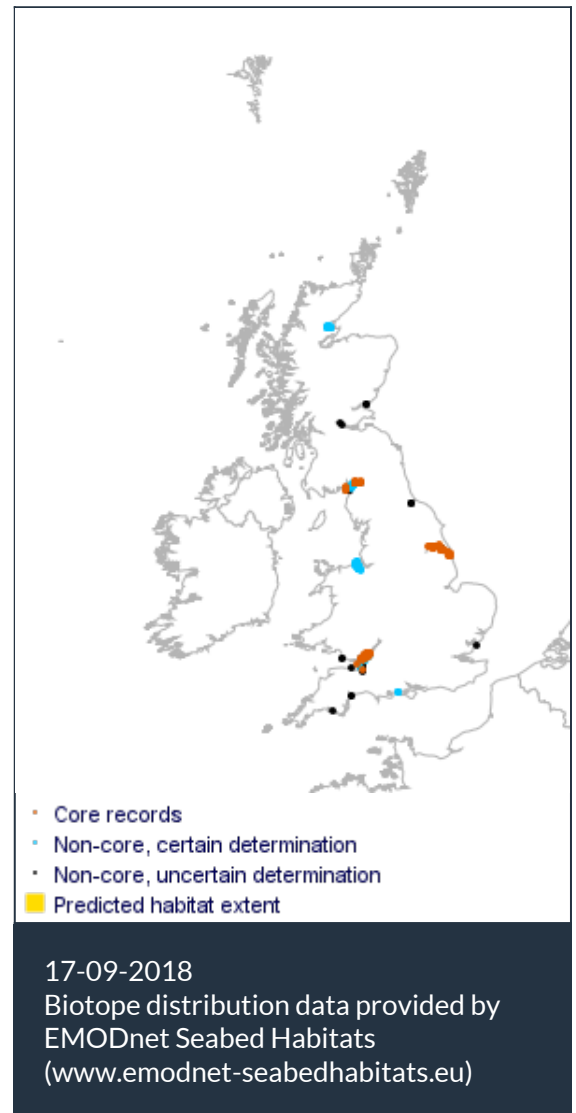 Core records
Non-core, certain determination
Non-core, uncertain determination
Predicted habitat extent
17-09-2018
Biotope distribution data provided by
EMODnet Seabed Habitats
(www.emodnet-seabedhabitats.eu)